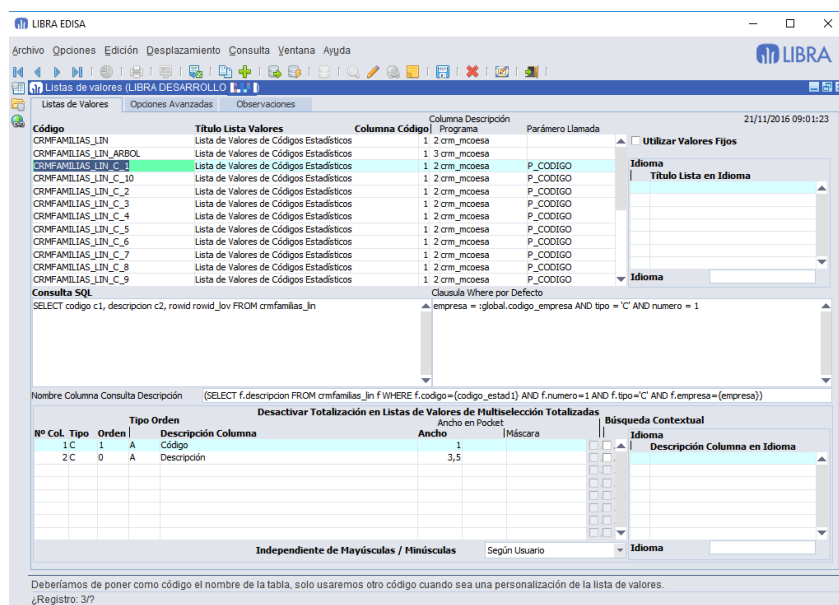 LIBRA EDISA
Archivo Opciones Edición Desplazamiento Consulta Ventana Ayuda
LIBRA
Listas de valores (LIBRA DESARROLLO
Listas de Valores Opciones Avanzadas Observaciones
Columna Descripción 21/11/2016 09:01:23
Código Título Lista Valores Columna Código Programa Parámero Llamada
CRMFAMILIAS_LIN Lista de Valores de Códigos Estadísticos 1 2 crm_mcoesa
CRMFAMILIAS_LIN_ARBOL Lista de Valores de Códigos Estadísticos 1 3 crm_mcoesa
CRMFAMILIAS_LIN_C_1 Lista de Valores de Códigos Estadísticos 1 2 crm_mcoesa P_CODIGO
CRMFAMILIAS_LIN_C_10 Lista de Valores de Códigos Estadísticos 1 2 crm_mcoesa P_CODIGO
CRMFAMILIAS_LIN_C_2 Lista de Valores de Códigos Estadísticos 1 2 crm_mcoesa P_CODIGO
CRMFAMILIAS_LIN_C_3 Lista de Valores de Códigos Estadísticos 1 2 crm_mcoesa P_CODIGO
CRMFAMILIAS_LIN_C_4 Lista de Valores de Códigos Estadísticos 1 2 crm_mcoesa P_CODIGO
CRMFAMILIAS_LIN_C_5 Lista de Valores de Códigos Estadísticos 1 2 crm_mcoesa P_CODIGO
CRMFAMILIAS_LIN_C_6 Lista de Valores de Códigos Estadísticos 1 2 crm_mcoesa P_CODIGO
CRMFAMILIAS_LIN_C_7 Lista de Valores de Códigos Estadísticos 1 2 crm_mcoesa P_CODIGO
CRMFAMILIAS_LIN_C_8 Lista de Valores de Códigos Estadísticos 1 2 crm_mcoesa P_CODIGO
CRMFAMILIAS_LIN_C_9 Lista de Valores de Códigos Estadísticos 1 2 crm_mcoesa P_CODIGO
Utilizar Valores Fijos
Idioma
Título Lista en Idioma
Idioma
Consulta SQL Clausula Where por Defecto
SELECT codigo c1, descripcion c2, rowid rowid_lov FROM crmfamilias_lin empresa = :global.codigo_empresa AND tipo = 'C' AND numero = 1
Nombre Columna Consulta Descripción (SELECT f.descripcion FROM crmfamilias_lin f WHERE f.codigo={codigo_estad1} AND f.numero=1 AND f.tipo='C' AND f.empresa={empresa})
Desactivar Totalización en Listas de Valores de Multiselección Totalizadas
Tipo Orden Ancho en Pocket Búsqueda Contextual
Nº Col. Tipo Orden Descripción Columna Ancho Máscara
1 C 1 A Código 1
2 C 0 A Descripción 3,5
Idioma
Descripción Columna en Idioma
Independiente de Mayúsculas / Minúsculas Según Usuario Idioma
Deberíamos de poner como código el nombre de la tabla, solo usaremos otro código cuando sea una personalización de la lista de valores.
¿Registro: 3/?